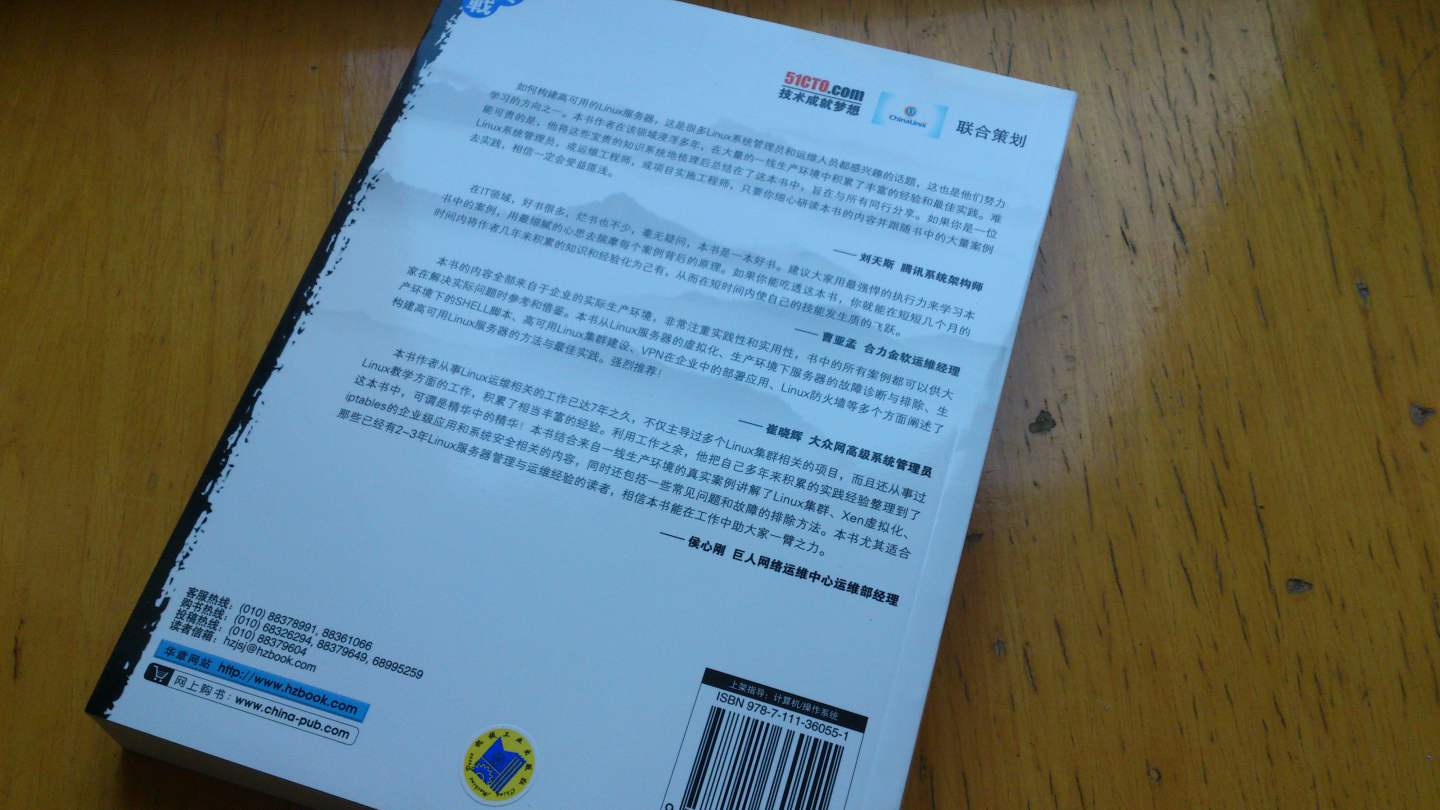 战
51CTO.com
技术成就梦想
ChinaUnix
联合策划
如何构建高可用的Linux服务器，这是很多Linux系统管理员和运维人员都感兴趣的话题，这也是他们努力
学习的方向之一。本书作者在该领域浸淫多年，在大量的一线生产环境中积累了丰富的经验和最佳实践。难
能可贵的是，他将这些宝贵的知识系统地梳理后总结在了这本书中，旨在与所有同行分享。如果你是一位
Linux系统管理员，或运维工程师，或项目实施工程师，只要你细心研读本书的内容并跟随书中的大量案例
去实践，相信一定会受益匪浅。
—— 刘天斯 腾讯系统架构师
在IT领域，好书很多，烂书也不少，毫无疑问，本书是一本好书。建议大家用最强悍的执行力来学习本
书中的案例，用最细腻的心思去揣摩每个案例背后的原理。如果你能吃透这本书，你就能在短短几个月的
时间内将作者几年来积累的知识和经验化为己有，从而在短时间内使自己的技能发生质的飞跃。
—— 曹亚孟 合力金软运维经理
本书的内容全部来自于企业的实际生产环境，非常注重实践性和实用性，书中的所有案例都可以供大
家在解决实际问题时参考和借鉴。本书从Linux服务器的虚拟化、生产环境下服务器的故障诊断与排除、生
产环境下的SHELL脚本、高可用Linux集群建设、VPN在企业中的部署应用、Linux防火墙等多个方面阐述了
构建高可用Linux服务器的方法与最佳实践。强烈推荐！
—— 崔晓辉 大众网高级系统管理员
本书作者从事Linux运维相关的工作已达7年之久，不仅主导过多个Linux集群相关的项目，而且还从事过
Linux教学方面的工作，积累了相当丰富的经验。利用工作之余，他把自己多年来积累的实践经验整理到了
这本书中，可谓是精华中的精华！本书结合来自一线生产环境的真实案例讲解了Linux集群、Xen虚拟化、
iptables的企业级应用和系统安全相关的内容，同时还包括一些常见问题和故障的排除方法。本书尤其适合
那些已经有2~3年Linux服务器管理与运维经验的读者，相信本书能在工作中助大家一臂之力。
—— 侯心刚 巨人网络运维中心运维部经理
客服热线：(010) 88378991, 88361066
购书热线：(010) 68326294, 88379649, 68995259
投稿热线：(010) 88379604
读者信箱：hzjsj@hzbook.com
华章网站 http://www.hzbook.com
网上购书：www.china-pub.com
上架指导：计算机/操作系统
ISBN 978-7-111-36055-1